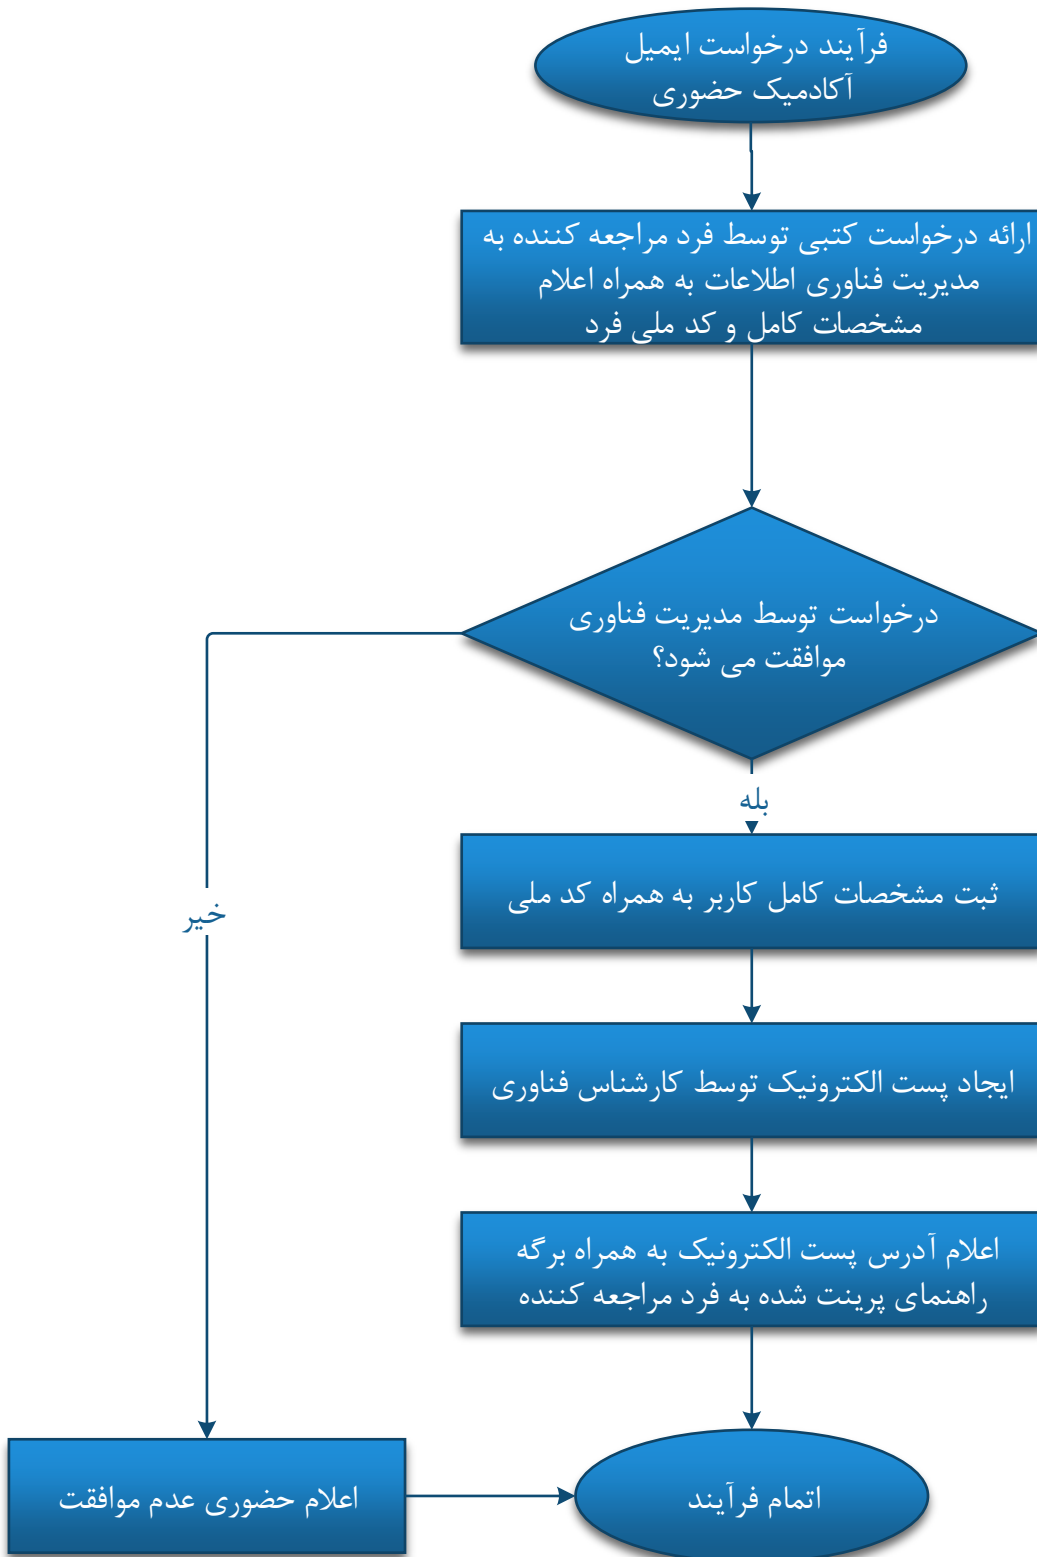 فرآیند درخواست ایمیل
آکادمیک حضوری
ارائه درخواست کتبی توسط فرد مراجعه کننده به
مدیریت فناوری اطلاعات به همراه اعلام
مشخصات کامل و کد ملی فرد
درخواست توسط مدیریت فناوری
موافقت می شود؟
بله
ثبت مشخصات کامل کاربر به همراه کد ملی
خیر
ایجاد پست الکترونیک توسط کارشناس فناوری
اعلام آدرس پست الکترونیک به همراه برگه
راهنمای پرینت شده به فرد مراجعه کننده
اعلام حضوری عدم موافقت
اتمام فرآیند